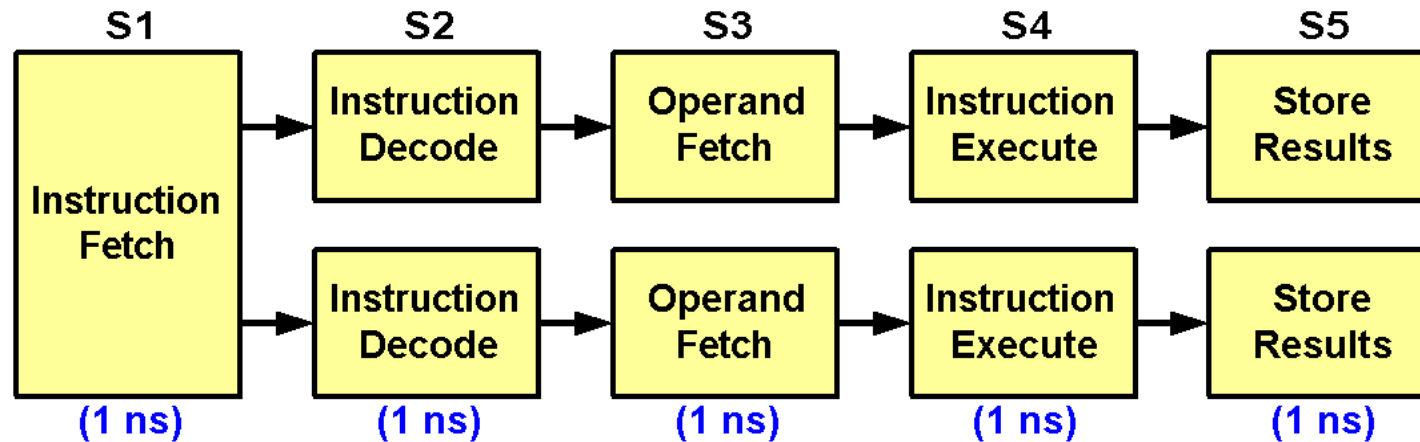 S1
S2
S3
S4
S5
Instruction
Fetch
Instruction
Decode
Operand
Fetch
Instruction
Execute
Store
Results
Instruction
Decode
Operand
Fetch
Instruction
Execute
Store
Results
(1 ns)
(1 ns)
(1 ns)
(1 ns)
(1 ns)